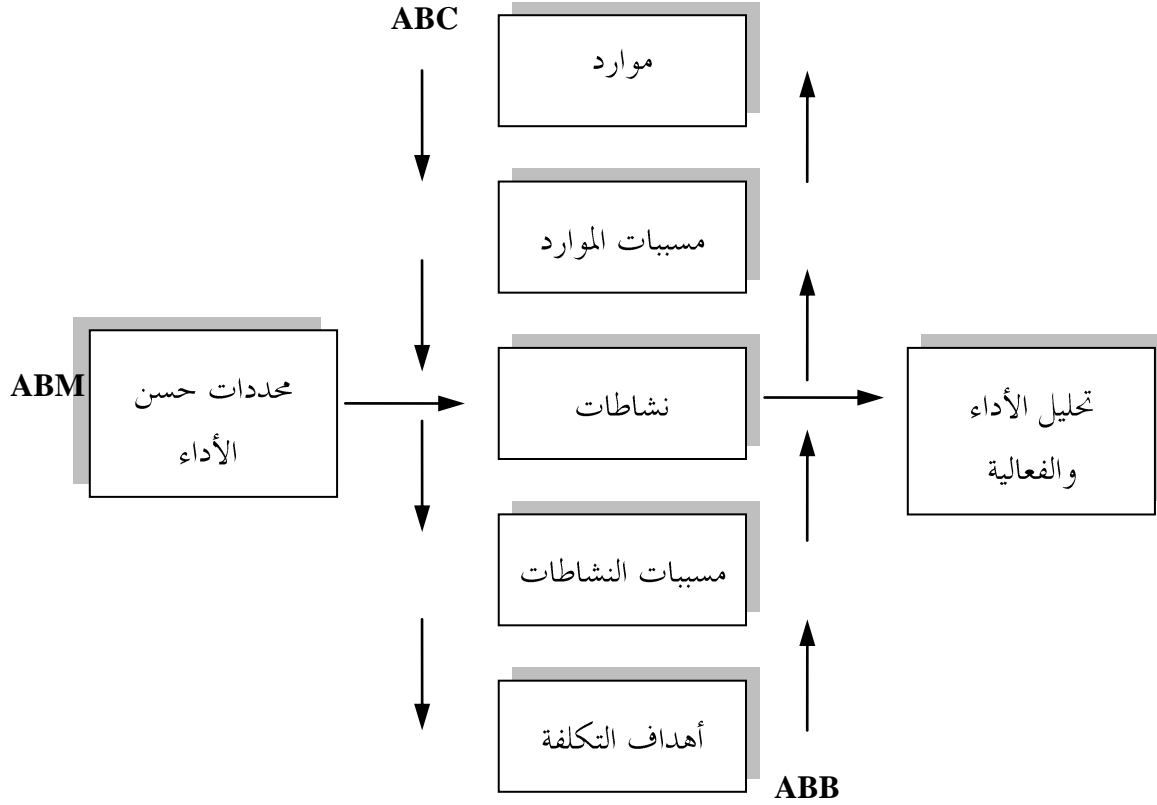 ABC
موارد
مسببات الموارد
ABM
محددات حسن
الأداء
نشاطات
تحليل الأداء
والفعالية
مسببات النشاطات
أهداف التكلفة
ABB